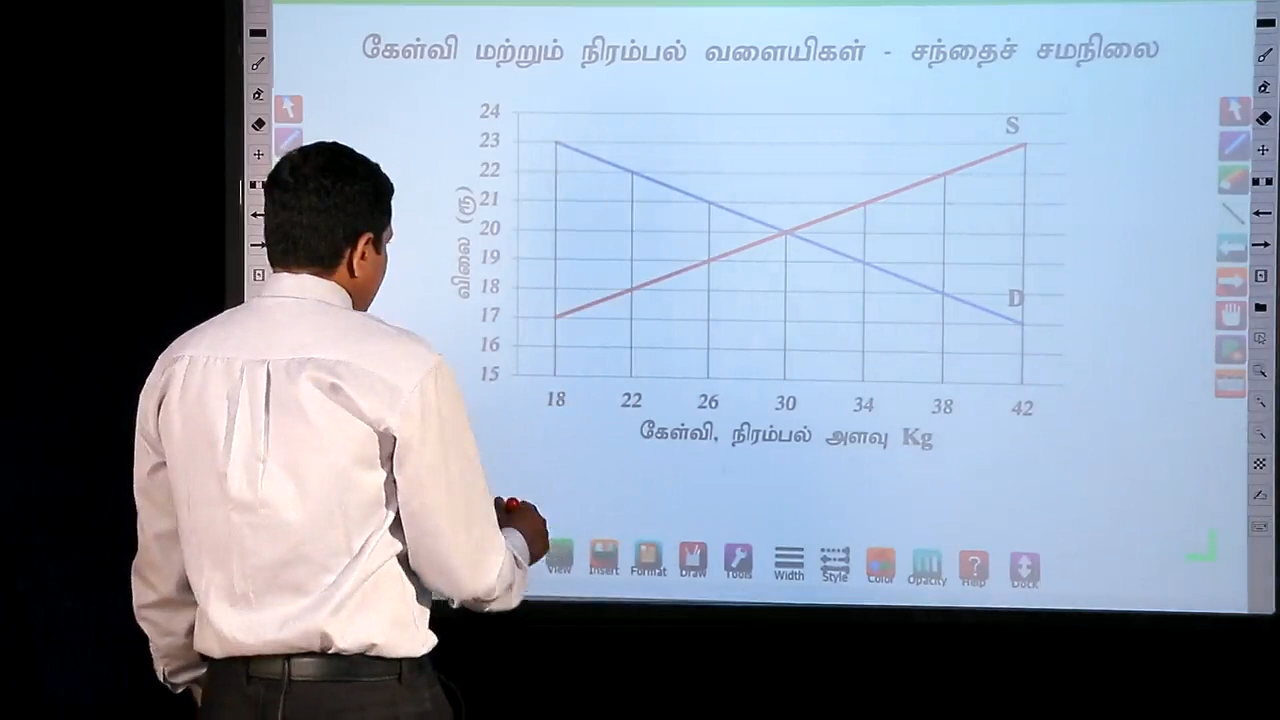 கேள்வி மற்றும் நிரம்பல் வளையிகள் - சந்தைச் சமநிலை
24
S
23
22
21
20
19
18
D
17
16
15
விலை (ரூ)
18 22 26 30 34 38 42
கேள்வி, நிரம்பல் அளவு Kg
View Insert Format Draw Tools Width Style Color Opacity Help Dock